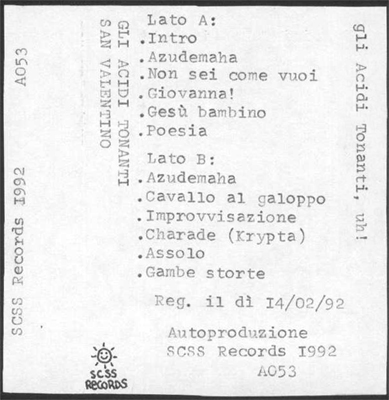 SCSS Records I992 AO53
GLI ACIDI TONANTI
SAN VALENTINO
Lato A:
.Intro
.Azudemaha
.Non sei come vuoi
.Giovanna!
.Gesù bambino
.Poesia
Lato B:
.Azudemaha
.Cavallo al galoppo
.Improvvisazione
.Charade (Krypta)
.Assolo
.Gambe storte
Reg. il dì I4/02/92
Autoproduzione
SCSS Records I992
AO53
gli Acidi Tonanti, uh!
SCSS
RECORDS